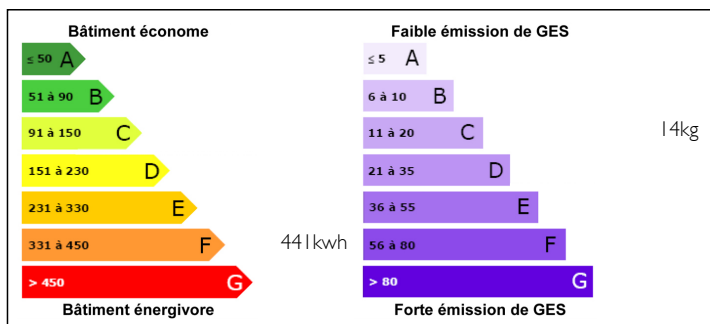 Bâtiment économe
≤ 50 A
51 à 90 B
91 à 150 C
151 à 230 D
231 à 330 E
331 à 450 F
441kwh
> 450 G
Bâtiment énergivore
Faible émission de GES
≤ 5 A
6 à 10 B
11 à 20 C
14kg
21 à 35 D
36 à 55 E
56 à 80 F
> 80 G
Forte émission de GES